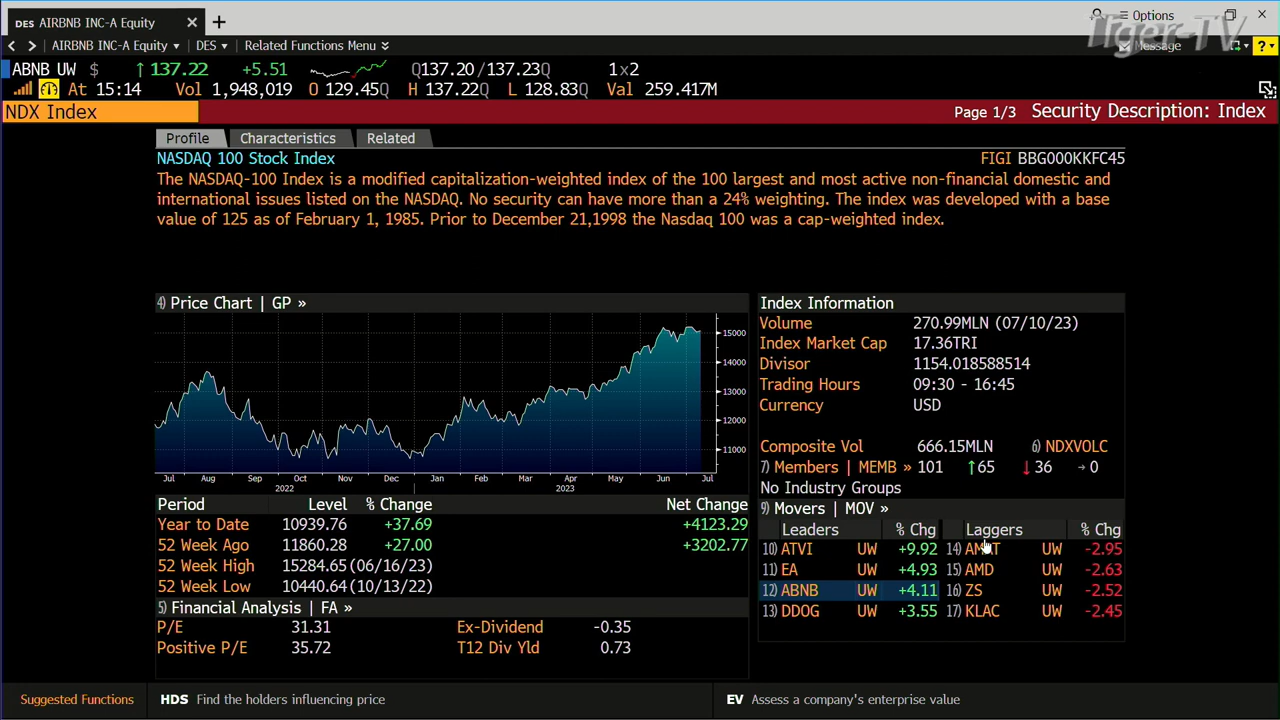 DES AIRBNB INC-A Equity × +
Options
Tiger-TV
< > AIRBNB INC-A Equity ▾ DES ▾ Related Functions Menu
Message ?
ABNB UW $ ↑ 137.22 +5.51 Q137.20/137.23Q 1x2
At 15:14 Vol 1,948,019 O 129.45Q H 137.22Q L 128.83Q Val 259.417M
NDX Index Page 1/3 Security Description: Index
Profile Characteristics Related
NASDAQ 100 Stock Index FIGI BBG000KKFC45
The NASDAQ-100 Index is a modified capitalization-weighted index of the 100 largest and most active non-financial domestic and
international issues listed on the NASDAQ. No security can have more than a 24% weighting. The index was developed with a base
value of 125 as of February 1, 1985. Prior to December 21,1998 the Nasdaq 100 was a cap-weighted index.
4) Price Chart | GP »
15000
14000
13000
12000
11000
Jul Aug Sep Oct Nov Dec Jan Feb Mar Apr May Jun Jul
2022 2023
Period Level % Change Net Change
Year to Date 10939.76 +37.69 +4123.29
52 Week Ago 11860.28 +27.00 +3202.77
52 Week High 15284.65 (06/16/23)
52 Week Low 10440.64 (10/13/22)
5) Financial Analysis | FA »
P/E 31.31 Ex-Dividend -0.35
Positive P/E 35.72 T12 Div Yld 0.73
Index Information
Volume 270.99MLN (07/10/23)
Index Market Cap 17.36TRI
Divisor 1154.018588514
Trading Hours 09:30 - 16:45
Currency USD
Composite Vol 666.15MLN 6) NDXVOLC
7) Members | MEMB » 101 ↑65 ↓36 →0
No Industry Groups
9) Movers | MOV »
Leaders % Chg Laggers % Chg
10) ATVI UW +9.92 14) AMAT UW -2.95
11) EA UW +4.93 15) AMD UW -2.63
12) ABNB UW +4.11 16) ZS UW -2.52
13) DDOG UW +3.55 17) KLAC UW -2.45
Suggested Functions HDS Find the holders influencing price EV Assess a company's enterprise value